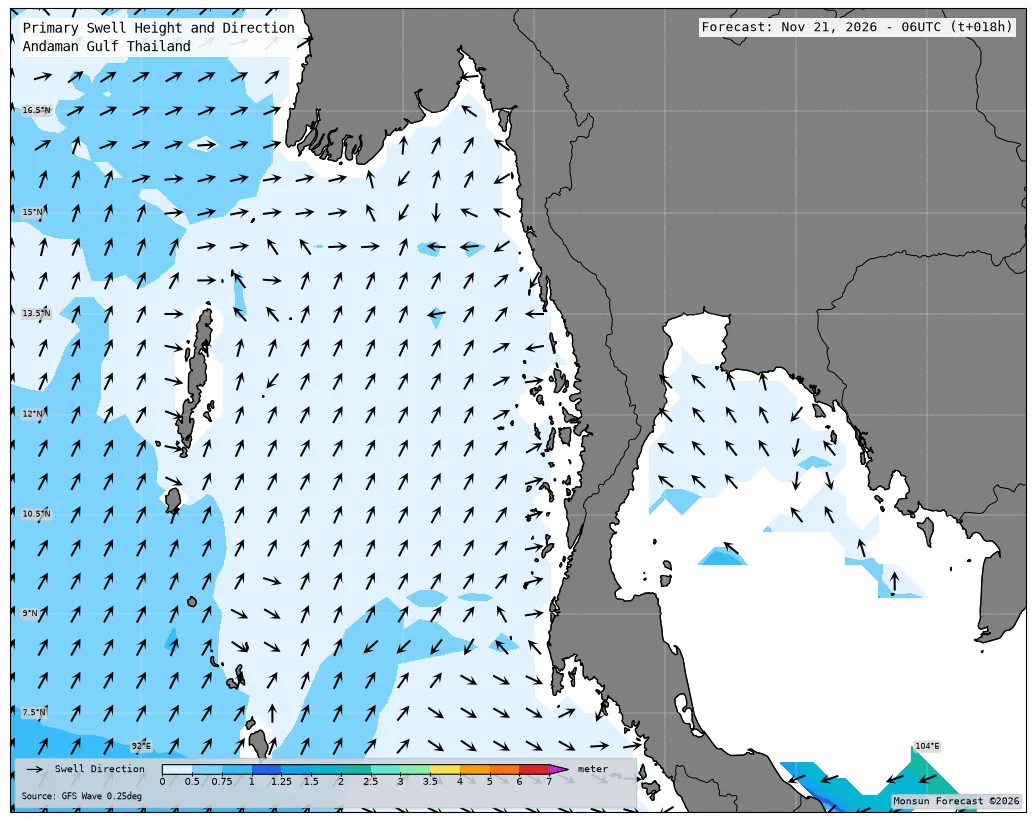 Primary Swell Height and Direction
Andaman Gulf Thailand
Forecast: Nov 21, 2026 - 06UTC (t+018h)
16.5°N
15°N
13.5°N
12°N
10.5°N
9°N
7.5°N
92°E
104°E
Swell Direction
0 0.5 0.75 1 1.25 1.5 2 2.5 3 3.5 4 5 6 7
meter
Source: GFS Wave 0.25deg
Monsun Forecast ©2026